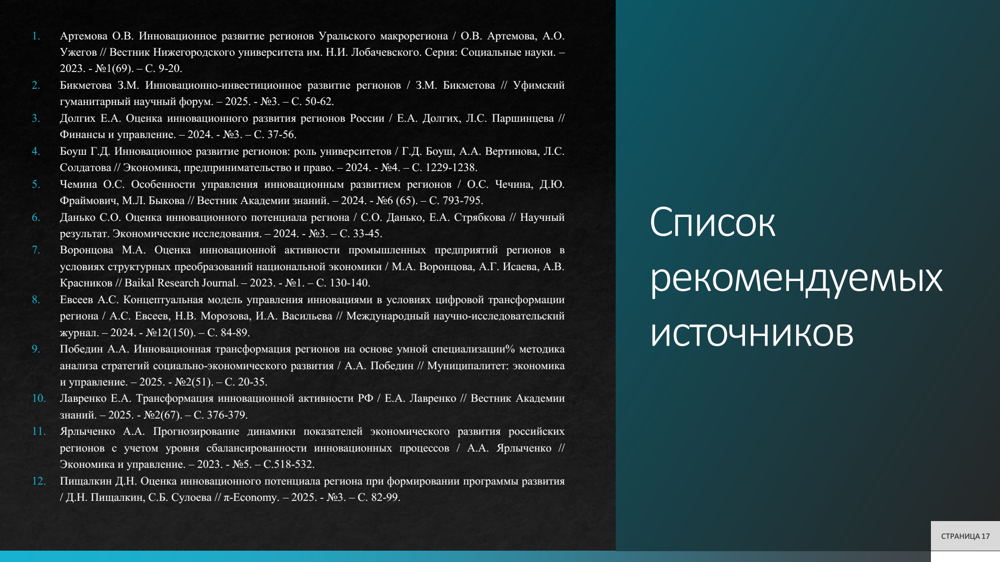 1. Артемова О.В. Инновационное развитие регионов Уральского макрорегиона / О.В. Артемова, А.О.
Ужегов // Вестник Нижегородского университета им. Н.И. Лобачевского. Серия: Социальные науки. –
2023. - №1(69). – С. 9-20.
2. Бикметова З.М. Инновационно-инвестиционное развитие регионов / З.М. Бикметова // Уфимский
гуманитарный научный форум. – 2025. - №3. – С. 50-62.
3. Долгих Е.А. Оценка инновационного развития регионов России / Е.А. Долгих, Л.С. Паршинцева //
Финансы и управление. – 2024. - №3. – С. 37-56.
4. Боуш Г.Д. Инновационное развитие регионов: роль университетов / Г.Д. Боуш, А.А. Вертинова, Л.С.
Солдатова // Экономика, предпринимательство и право. – 2024. - №4. – С. 1229-1238.
5. Чемина О.С. Особенности управления инновационным развитием регионов / О.С. Чечина, Д.Ю.
Фраймович, М.Л. Быкова // Вестник Академии знаний. – 2024. - №6 (65). – С. 793-795.
6. Данько С.О. Оценка инновационного потенциала региона / С.О. Данько, Е.А. Стрябкова // Научный
результат. Экономические исследования. – 2024. - №3. – С. 33-45.
7. Воронцова М.А. Оценка инновационной активности промышленных предприятий регионов в
условиях структурных преобразований национальной экономики / М.А. Воронцова, А.Г. Исаева, А.В.
Красников // Baikal Research Journal. – 2023. - №1. – С. 130-140.
8. Евсеев А.С. Концептуальная модель управления инновациями в условиях цифровой трансформации
региона / А.С. Евсеев, Н.В. Морозова, И.А. Васильева // Международный научно-исследовательский
журнал. – 2024. - №12(150). – С. 84-89.
9. Победин А.А. Инновационная трансформация регионов на основе умной специализации% методика
анализа стратегий социально-экономического развития / А.А. Победин // Муниципалитет: экономика
и управление. – 2025. - №2(51). – С. 20-35.
10. Лавренко Е.А. Трансформация инновационной активности РФ / Е.А. Лавренко // Вестник Академии
знаний. – 2025. - №2(67). – С. 376-379.
11. Ярлыченко А.А. Прогнозирование динамики показателей экономического развития российских
регионов с учетом уровня сбалансированности инновационных процессов / А.А. Ярлыченко //
Экономика и управление. – 2023. - №5. – С.518-532.
12. Пищалкин Д.Н. Оценка инновационного потенциала региона при формировании программы развития
/ Д.Н. Пищалкин, С.Б. Сулоева // π-Economy. – 2025. - №3. – С. 82-99.
Список
рекомендуемых
источников
СТРАНИЦА 17